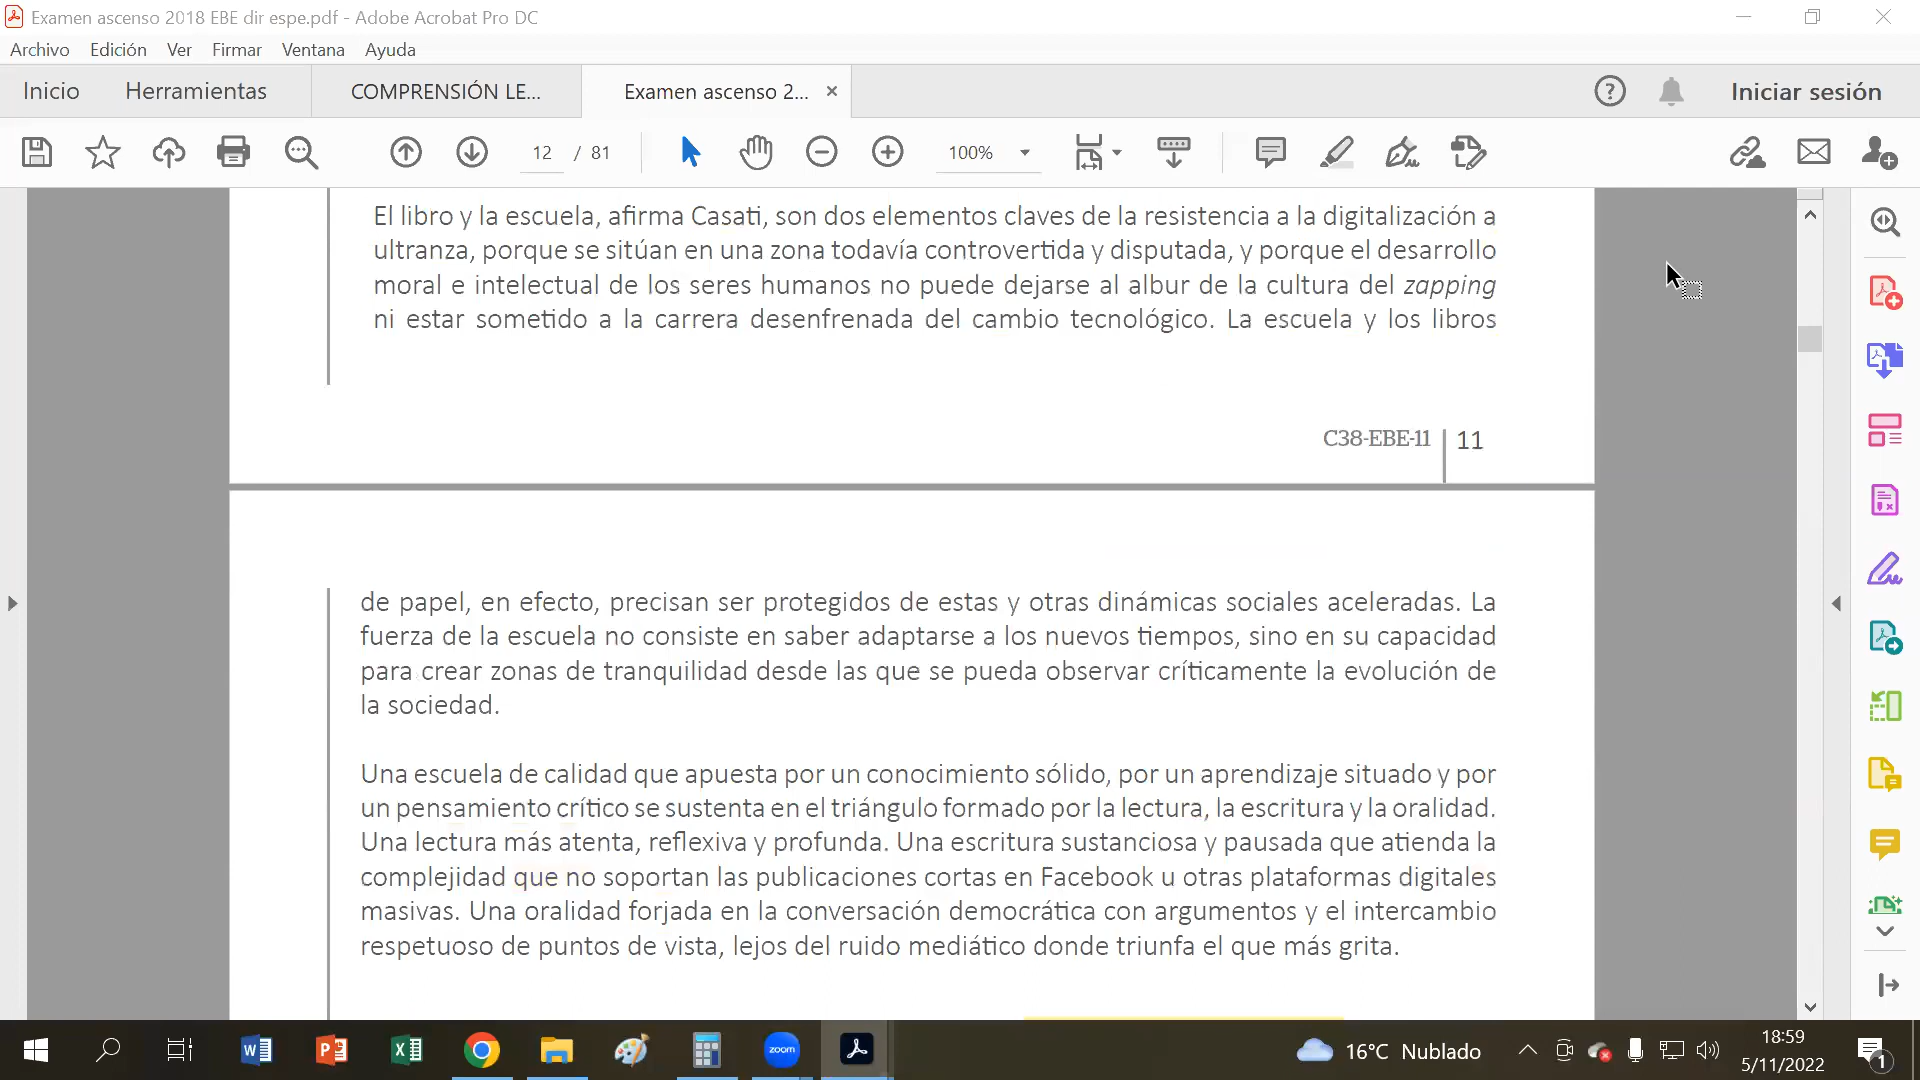 Examen ascenso 2018 EBE dir espe.pdf - Adobe Acrobat Pro DC
Archivo Edición Ver Firmar Ventana Ayuda
Inicio Herramientas COMPRENSIÓN LE... Examen ascenso 2... × Iniciar sesión
12 / 81 100%
El libro y la escuela, afirma Casati, son dos elementos claves de la resistencia a la digitalización a
ultranza, porque se sitúan en una zona todavía controvertida y disputada, y porque el desarrollo
moral e intelectual de los seres humanos no puede dejarse al albur de la cultura del zapping
ni estar sometido a la carrera desenfrenada del cambio tecnológico. La escuela y los libros
C38-EBE-11 11
de papel, en efecto, precisan ser protegidos de estas y otras dinámicas sociales aceleradas. La
fuerza de la escuela no consiste en saber adaptarse a los nuevos tiempos, sino en su capacidad
para crear zonas de tranquilidad desde las que se pueda observar críticamente la evolución de
la sociedad.
Una escuela de calidad que apuesta por un conocimiento sólido, por un aprendizaje situado y por
un pensamiento crítico se sustenta en el triángulo formado por la lectura, la escritura y la oralidad.
Una lectura más atenta, reflexiva y profunda. Una escritura sustanciosa y pausada que atienda la
complejidad que no soportan las publicaciones cortas en Facebook u otras plataformas digitales
masivas. Una oralidad forjada en la conversación democrática con argumentos y el intercambio
respetuoso de puntos de vista, lejos del ruido mediático donde triunfa el que más grita.
zoom
16°C Nublado
18:59
5/11/2022
1